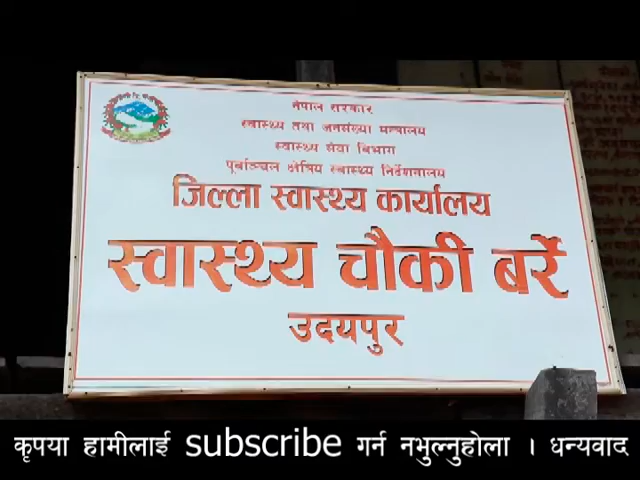 नेपाल सरकार
स्वास्थ्य तथा जनसंख्या मन्त्रालय
स्वास्थ्य सेवा विभाग
पूर्वाञ्चल क्षेत्रिय स्वास्थ्य निर्देशनालय
जिल्ला स्वास्थ्य कार्यालय
स्वास्थ्य चौकी बर्रे
उदयपुर
कृपया हामीलाई subscribe गर्न नभुल्नुहोला । धन्यवाद